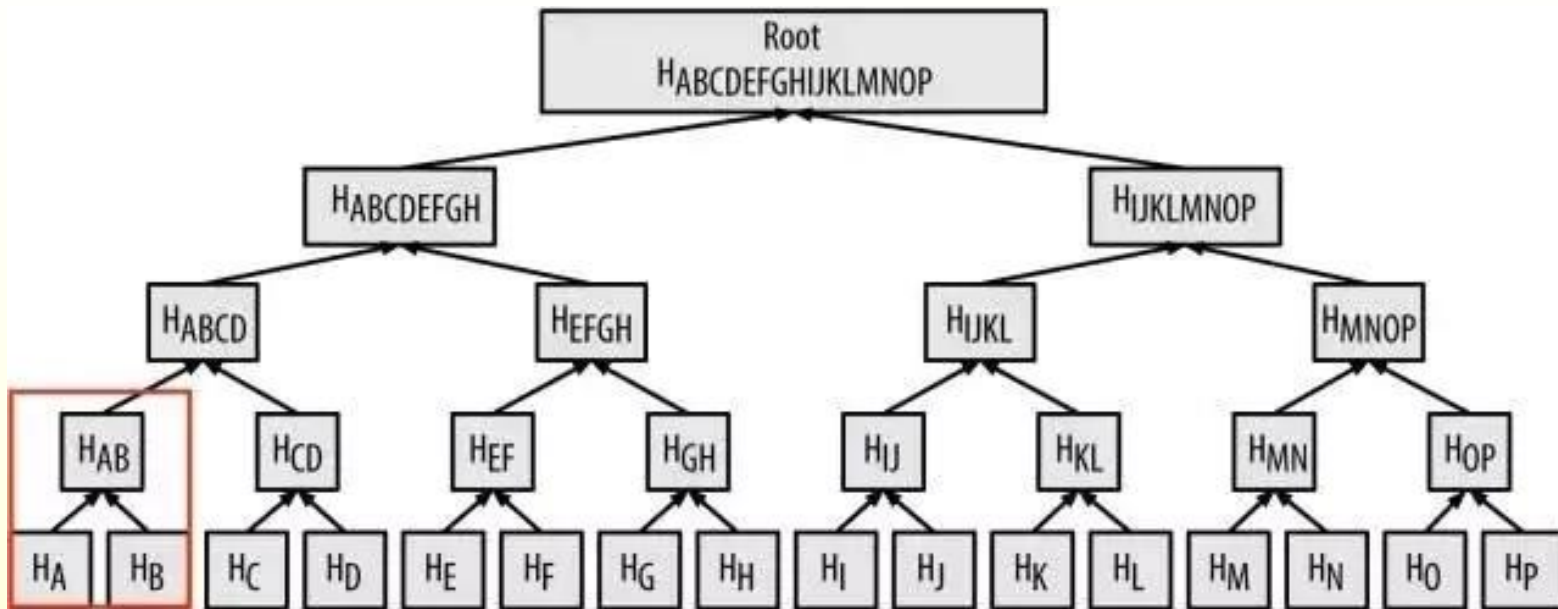 Root
HABCDEFGHIJKLMNOP
HABCDEFGH HIJKLMNOP
HABCD HEFGH HIJKL HMNOP
HAB HCD HEF HGH HIJ HKL HMN HOP
HA HB HC HD HE HF HG HH HI HJ HK HL HM HN HO HP